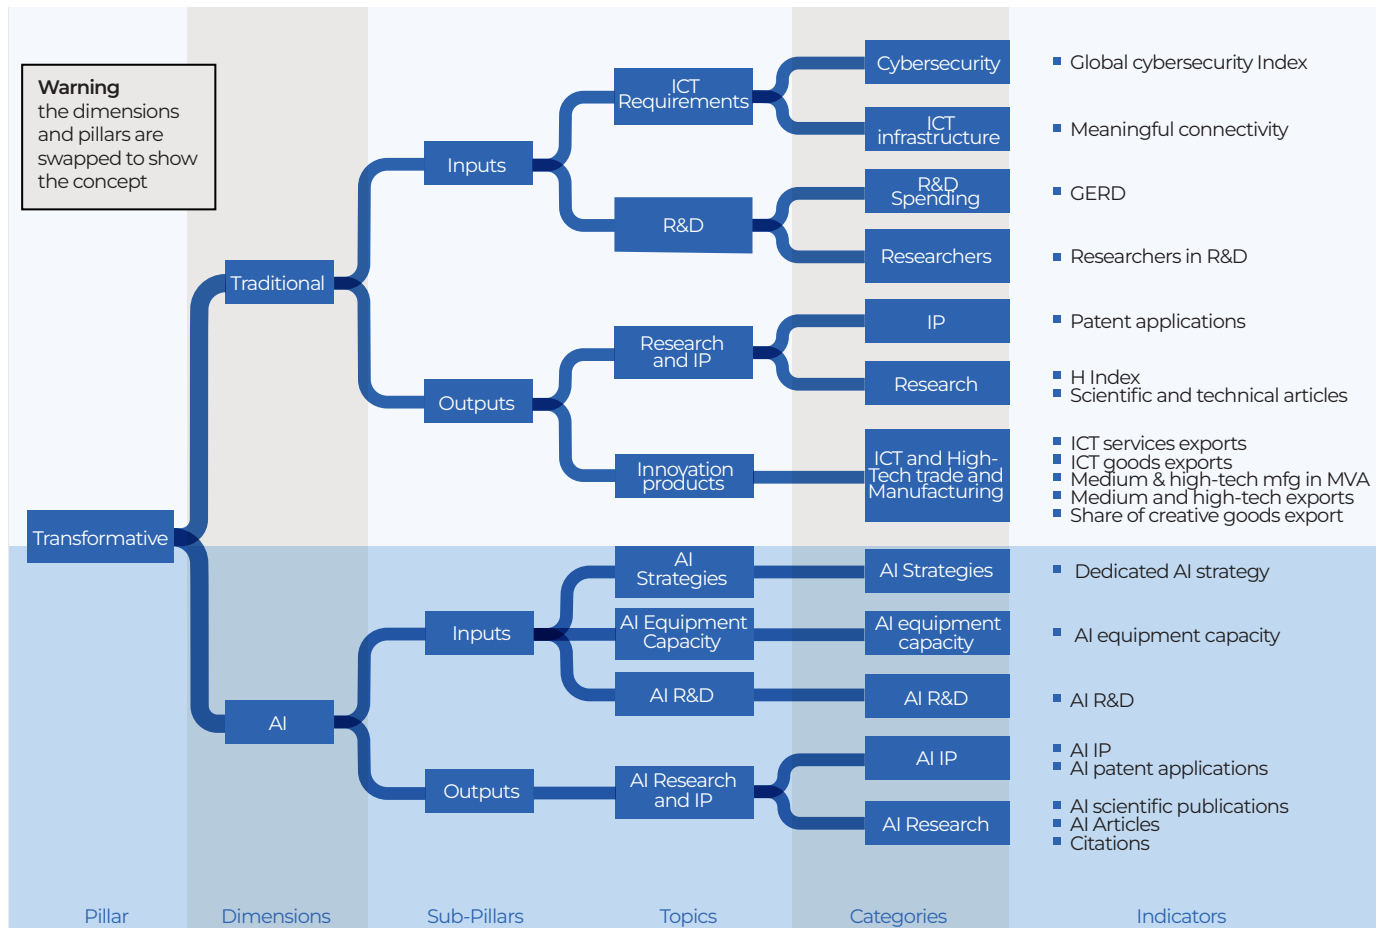 Warning
the dimensions
and pillars are
swapped to show
the concept
Transformative
Traditional
AI
Inputs
Outputs
Inputs
Outputs
ICT
Requirements
R&D
Research
and IP
Innovation
products
AI
Strategies
AI Equipment
Capacity
AI R&D
AI Research
and IP
Cybersecurity
ICT
infrastructure
R&D
Spending
Researchers
IP
Research
ICT and High-
Tech trade and
Manufacturing
AI Strategies
AI equipment
capacity
AI R&D
AI IP
AI Research
Global cybersecurity Index
Meaningful connectivity
GERD
Researchers in R&D
Patent applications
H Index
Scientific and technical articles
ICT services exports
ICT goods exports
Medium & high-tech mfg in MVA
Medium and high-tech exports
Share of creative goods export
Dedicated AI strategy
AI equipment capacity
AI R&D
AI IP
AI patent applications
AI scientific publications
AI Articles
Citations
Pillar
Dimensions
Sub-Pillars
Topics
Categories
Indicators